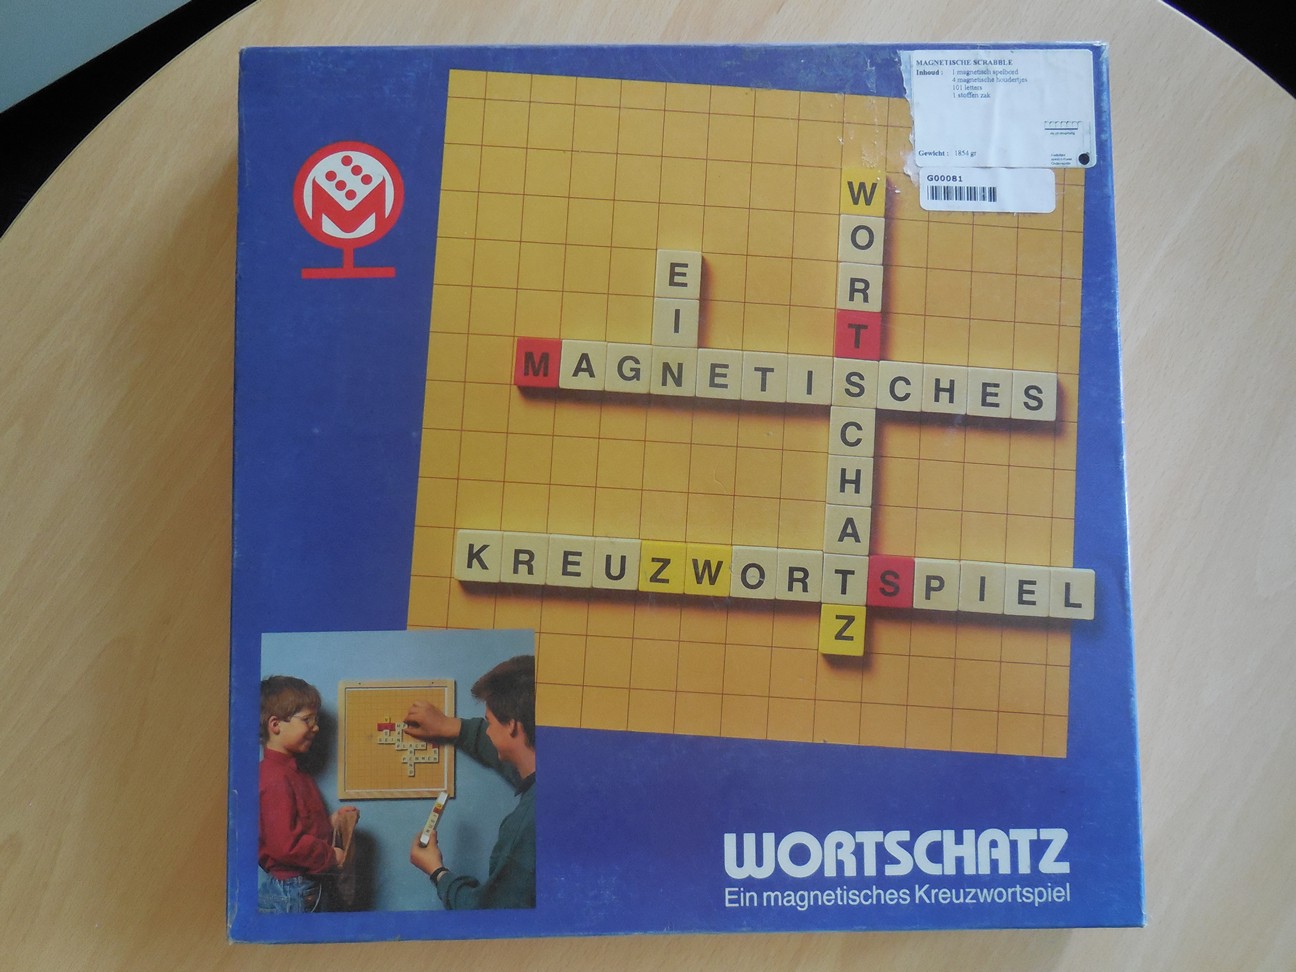 MAGNETISCHE SCRABBLE
Inhoud : 1 magnetisch spelbord
4 magnetische houdertjes
101 letters
1 stoffen zak
Gewicht : 1854 gr
G00081
M
WORTSCHATZ
EIN
MAGNETISCHES
KREUZWORTSPIEL
WORTSCHATZ
Ein magnetisches Kreuzwortspiel